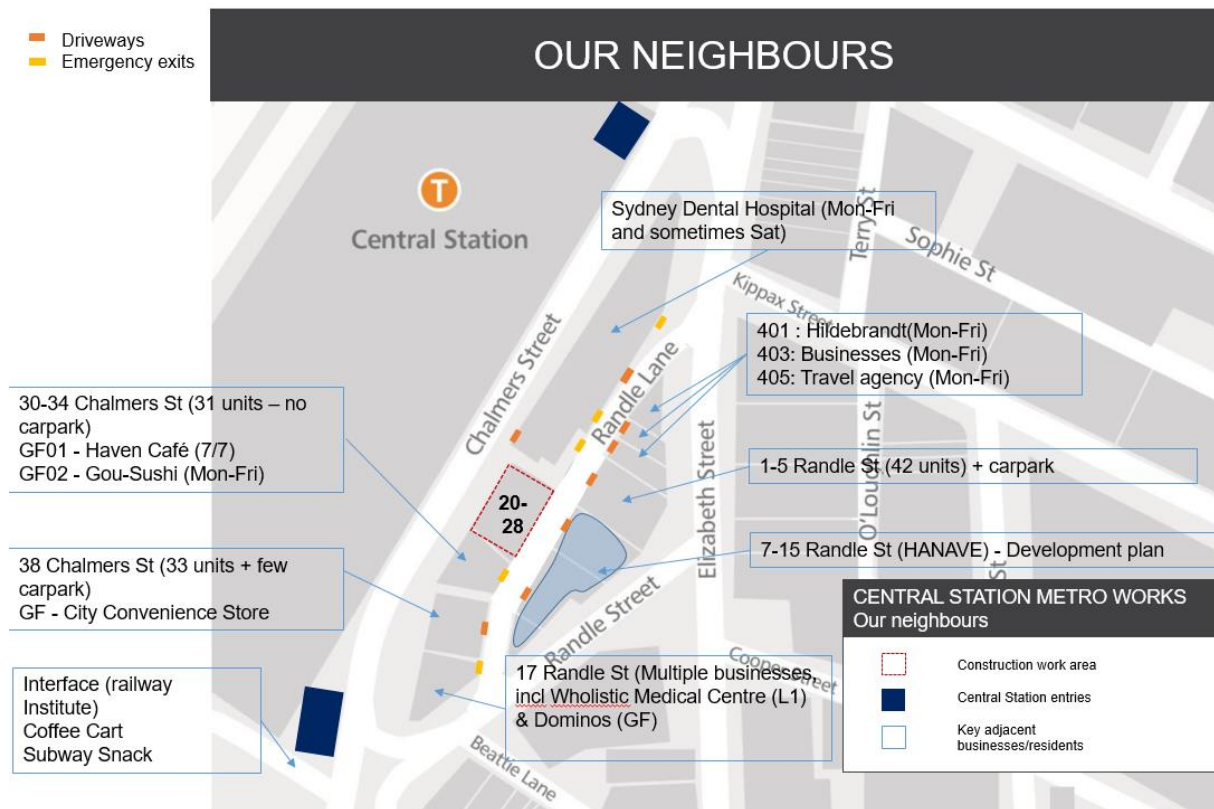 Driveways
Emergency exits
OUR NEIGHBOURS
T
Central Station
Sydney Dental Hospital (Mon-Fri
and sometimes Sat)
Terry St
Sophie St
Kippax Street
401 : Hildebrandt(Mon-Fri)
403: Businesses (Mon-Fri)
405: Travel agency (Mon-Fri)
Chalmers Street
Randle Lane
30-34 Chalmers St (31 units – no
carpark)
GF01 - Haven Café (7/7)
GF02 - Gou-Sushi (Mon-Fri)
Elizabeth Street
O'Loughlin St
1-5 Randle St (42 units) + carpark
20-
28
7-15 Randle St (HANAVE) - Development plan
38 Chalmers St (33 units + few
carpark)
GF - City Convenience Store
St
Randle Street
Cooper Street
17 Randle St (Multiple businesses,
incl Wholistic Medical Centre (L1)
& Dominos (GF)
Interface (railway
Institute)
Coffee Cart
Subway Snack
Beattie Lane
CENTRAL STATION METRO WORKS
Our neighbours
Construction work area
Central Station entries
Key adjacent
businesses/residents